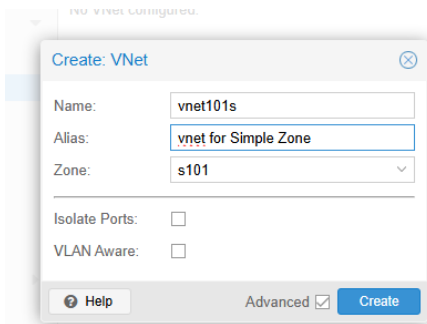 No VNet configured.
Create: VNet
Name: vnet101s
Alias: vnet for Simple Zone
Zone: s101
Isolate Ports:
VLAN Aware:
Help Advanced Create